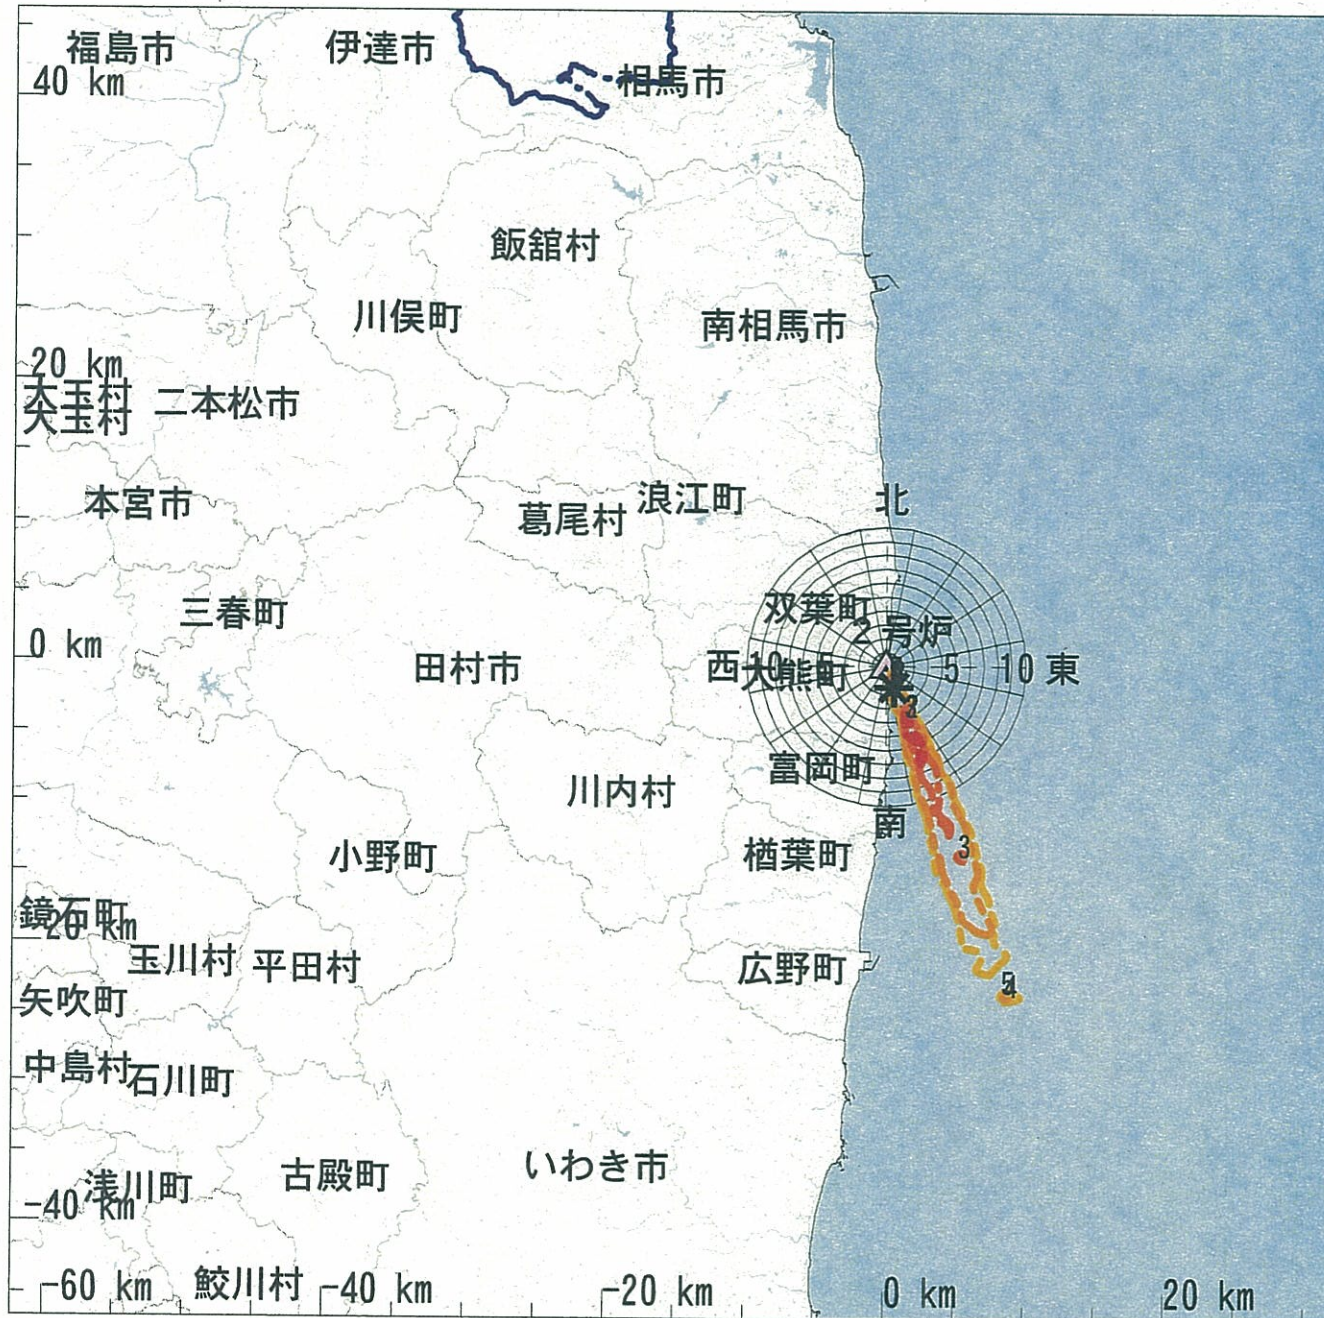 福島市
伊達市
40 km
相馬市
飯舘村
川俣町
南相馬市
20 km
大玉村
二本松市
大玉村
本宮市
葛尾村
浪江町
北
三春町
双葉町
2号炉
0 km
田村市
西
10
5
大熊町
5
10
東
2
富岡町
川内村
南
小野町
楢葉町
3
鏡石町
-20 km
玉川村
平田村
広野町
矢吹町
5
4
中島村
石川町
いわき市
浅川町
古殿町
-40 km
-60 km
鮫川村
-40 km
-20 km
0 km
20 km